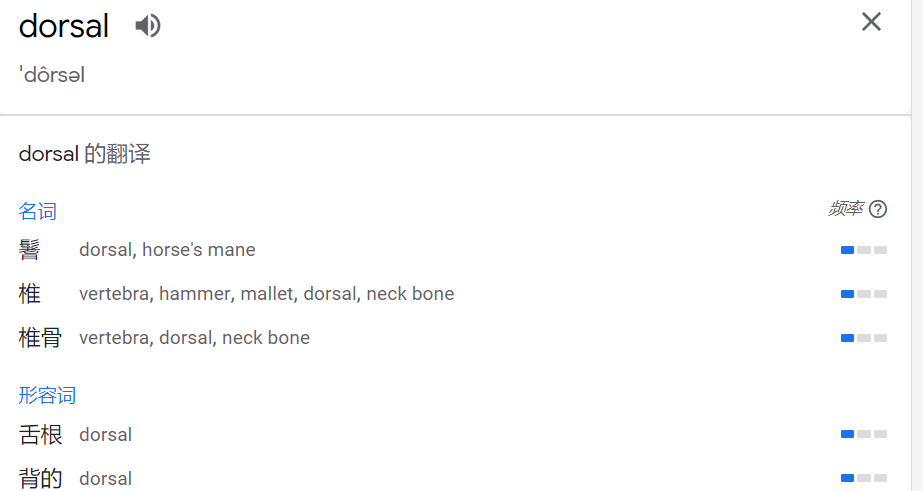 dorsal
ˈdôrsəl
dorsal 的翻译
名词 频率
鬐 dorsal, horse's mane
椎 vertebra, hammer, mallet, dorsal, neck bone
椎骨 vertebra, dorsal, neck bone
形容词
舌根 dorsal
背的 dorsal